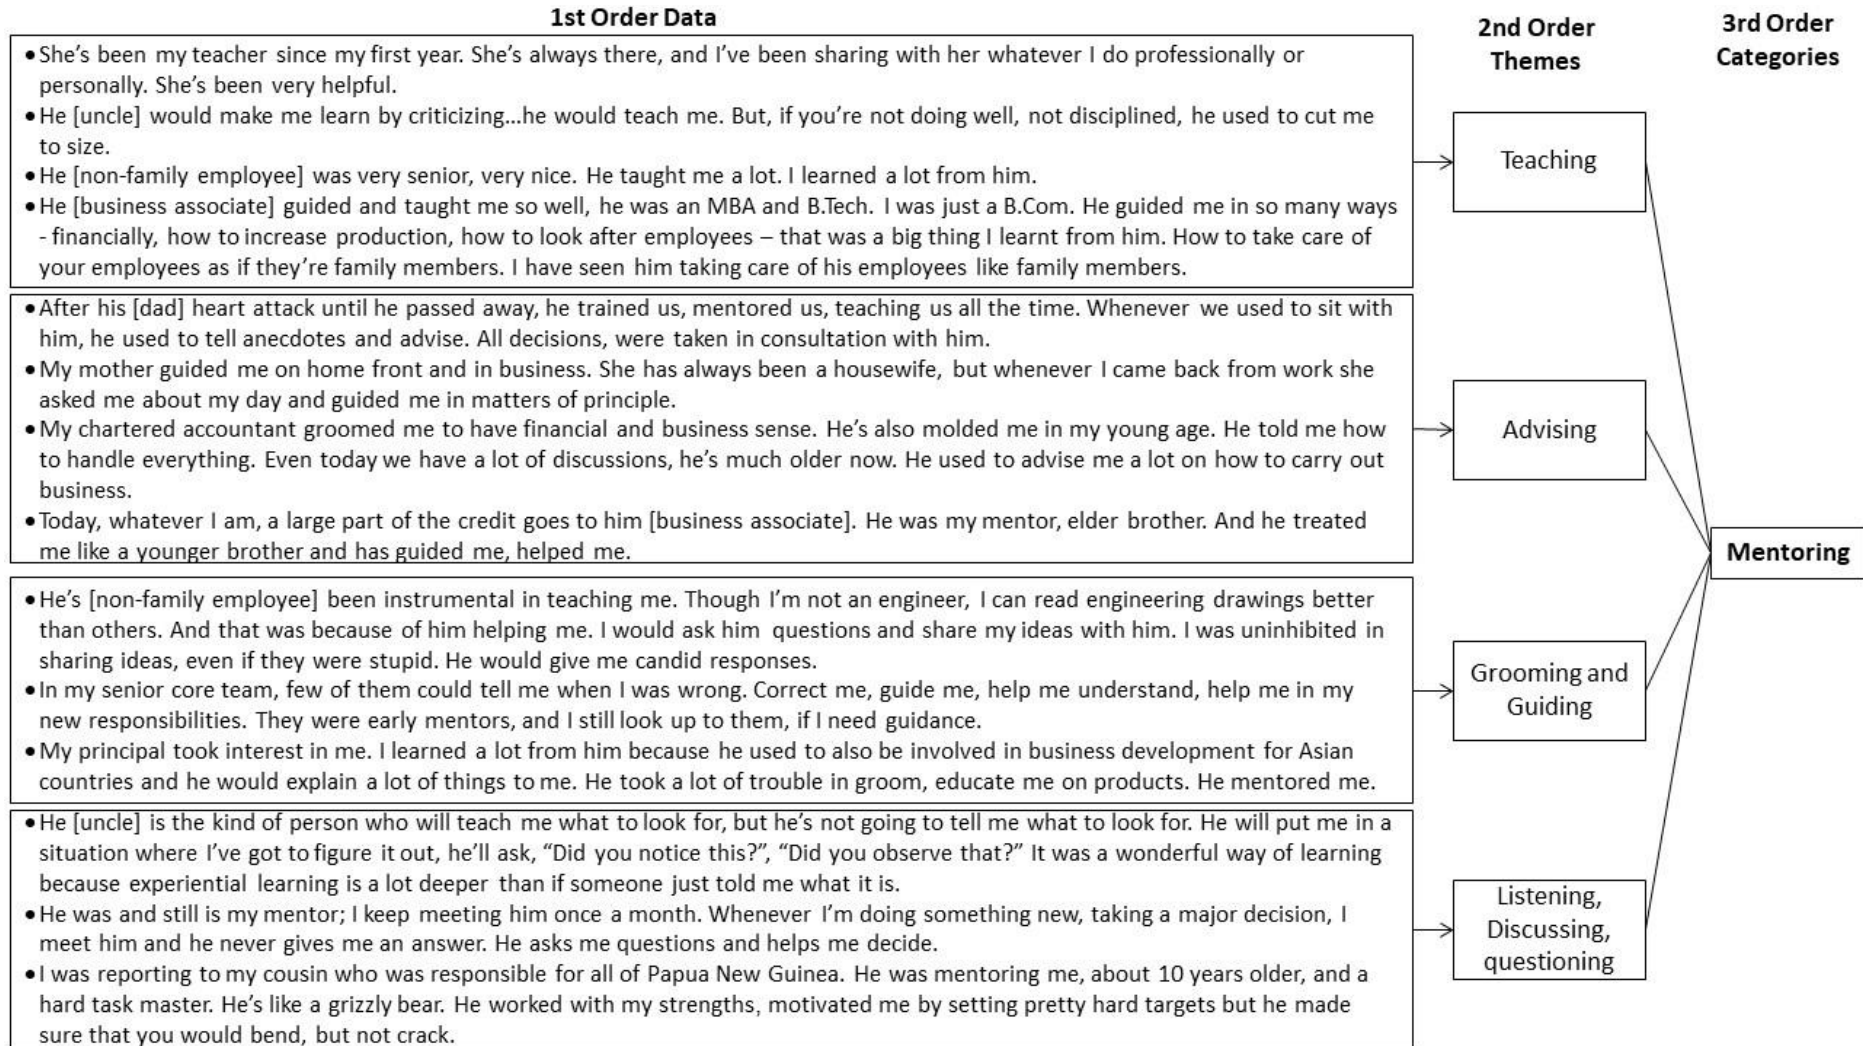 1st Order Data
2nd Order
Themes
3rd Order
Categories
•She's been my teacher since my first year. She's always there, and I've been sharing with her whatever I do professionally or
personally. She's been very helpful.
•He [uncle] would make me learn by criticizing...he would teach me. But, if you're not doing well, not disciplined, he used to cut me
to size.
•He [non-family employee] was very senior, very nice. He taught me a lot. I learned a lot from him.
•He [business associate] guided and taught me so well, he was an MBA and B.Tech. I was just a B.Com. He guided me in so many ways
- financially, how to increase production, how to look after employees – that was a big thing I learnt from him. How to take care of
your employees as if they're family members. I have seen him taking care of his employees like family members.
Teaching
•After his [dad] heart attack until he passed away, he trained us, mentored us, teaching us all the time. Whenever we used to sit with
him, he used to tell anecdotes and advise. All decisions, were taken in consultation with him.
•My mother guided me on home front and in business. She has always been a housewife, but whenever I came back from work she
asked me about my day and guided me in matters of principle.
•My chartered accountant groomed me to have financial and business sense. He's also molded me in my young age. He told me how
to handle everything. Even today we have a lot of discussions, he's much older now. He used to advise me a lot on how to carry out
business.
•Today, whatever I am, a large part of the credit goes to him [business associate]. He was my mentor, elder brother. And he treated
me like a younger brother and has guided me, helped me.
Advising
Mentoring
•He's [non-family employee] been instrumental in teaching me. Though I'm not an engineer, I can read engineering drawings better
than others. And that was because of him helping me. I would ask him questions and share my ideas with him. I was uninhibited in
sharing ideas, even if they were stupid. He would give me candid responses.
•In my senior core team, few of them could tell me when I was wrong. Correct me, guide me, help me understand, help me in my
new responsibilities. They were early mentors, and I still look up to them, if I need guidance.
•My principal took interest in me. I learned a lot from him because he used to also be involved in business development for Asian
countries and he would explain a lot of things to me. He took a lot of trouble in groom, educate me on products. He mentored me.
Grooming and
Guiding
•He [uncle] is the kind of person who will teach me what to look for, but he's not going to tell me what to look for. He will put me in a
situation where I've got to figure it out, he'll ask, "Did you notice this?", "Did you observe that?" It was a wonderful way of learning
because experiential learning is a lot deeper than if someone just told me what it is.
•He was and still is my mentor; I keep meeting him once a month. Whenever I'm doing something new, taking a major decision, I
meet him and he never gives me an answer. He asks me questions and helps me decide.
•I was reporting to my cousin who was responsible for all of Papua New Guinea. He was mentoring me, about 10 years older, and a
hard task master. He's like a grizzly bear. He worked with my strengths, motivated me by setting pretty hard targets but he made
sure that you would bend, but not crack.
Listening,
Discussing,
questioning